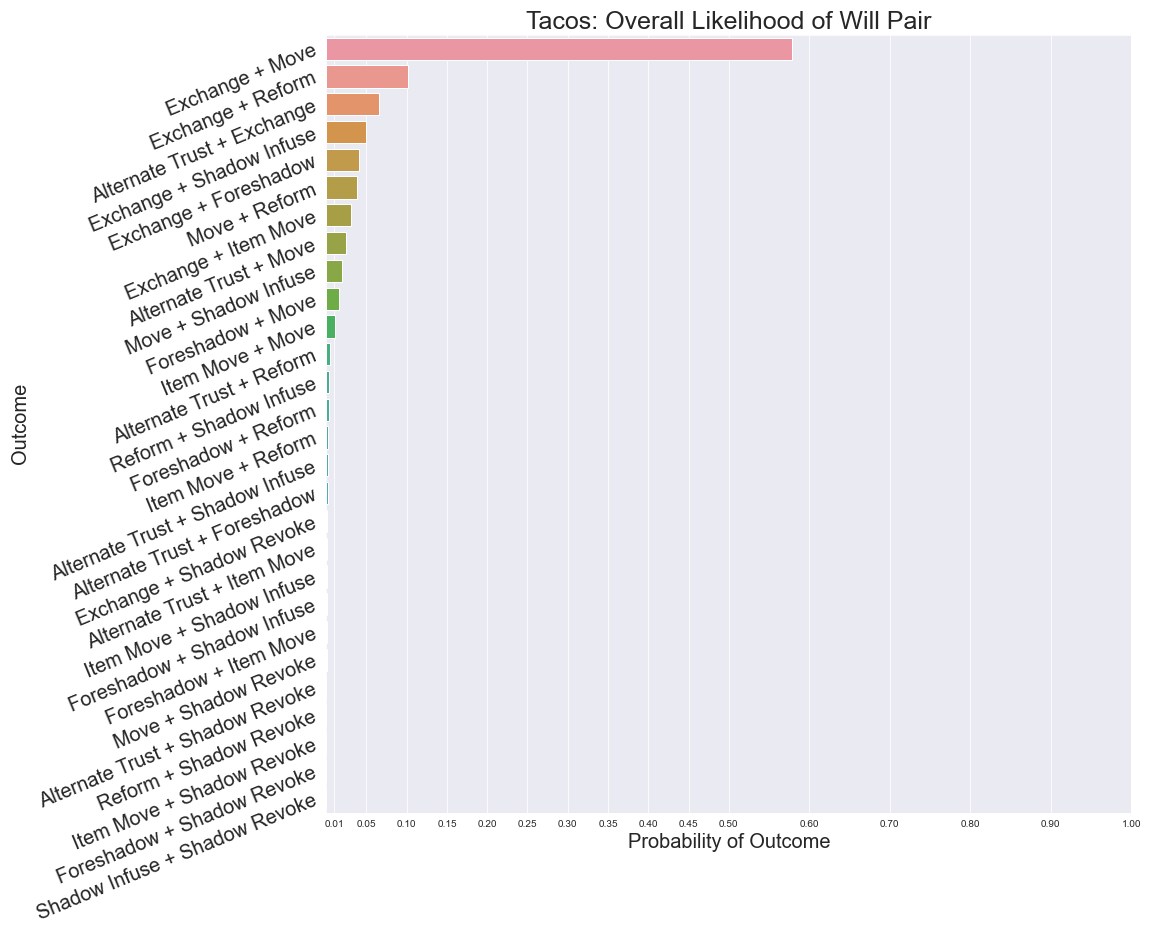 Tacos: Overall Likelihood of Will Pair
Exchange + Move
Exchange + Reform
Alternate Trust + Exchange
Exchange + Shadow Infuse
Exchange + Foreshadow
Move + Reform
Exchange + Item Move
Alternate Trust + Move
Move + Shadow Infuse
Foreshadow + Move
Item Move + Move
Alternate Trust + Reform
Reform + Shadow Infuse
Foreshadow + Reform
Item Move + Reform
Alternate Trust + Shadow Infuse
Alternate Trust + Foreshadow
Exchange + Shadow Revoke
Alternate Trust + Item Move
Item Move + Shadow Infuse
Foreshadow + Shadow Infuse
Foreshadow + Item Move
Move + Shadow Revoke
Alternate Trust + Shadow Revoke
Reform + Shadow Revoke
Item Move + Shadow Revoke
Foreshadow + Shadow Revoke
Shadow Infuse + Shadow Revoke
Outcome
0.01 0.05 0.10 0.15 0.20 0.25 0.30 0.35 0.40 0.45 0.50 0.60 0.70 0.80 0.90 1.00
Probability of Outcome